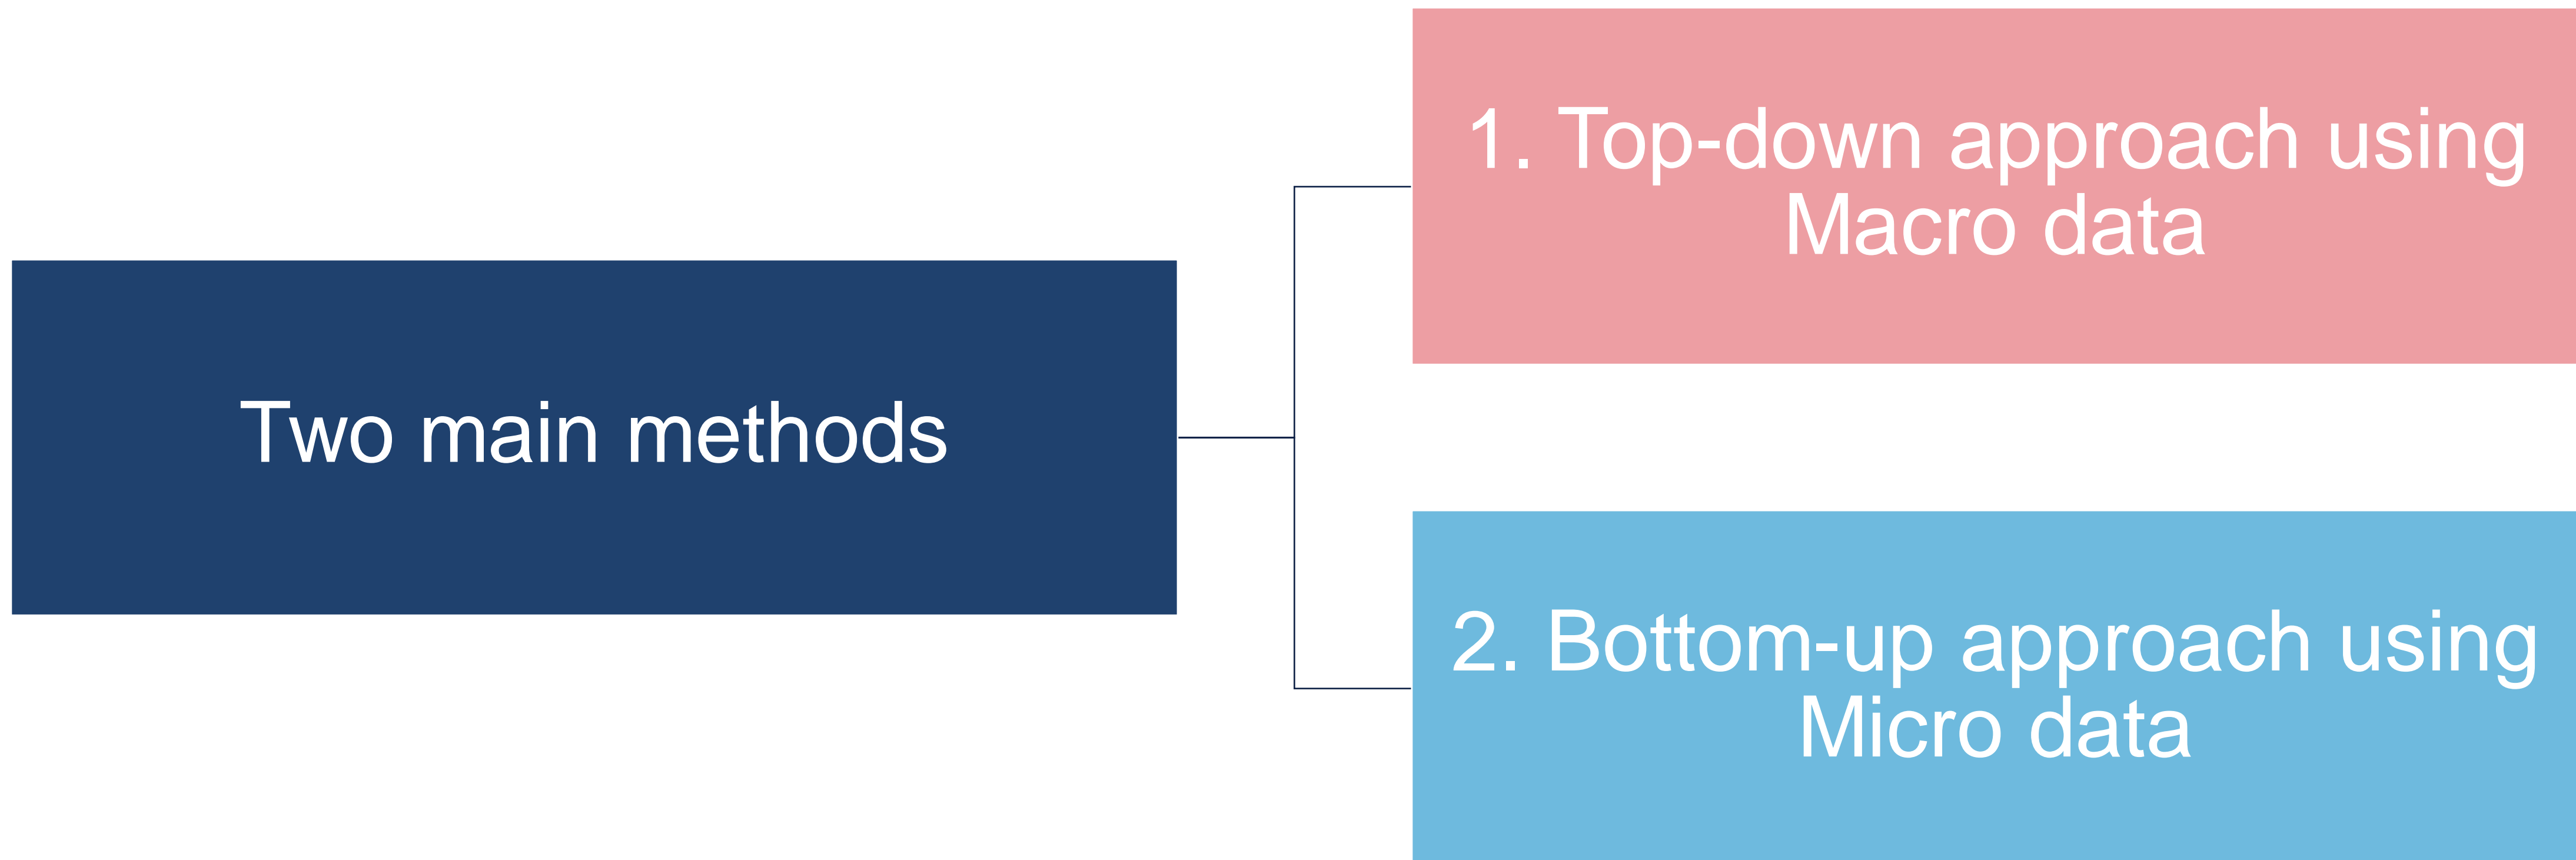 Two main methods
1. Top-down approach using
Macro data
2. Bottom-up approach using
Micro data